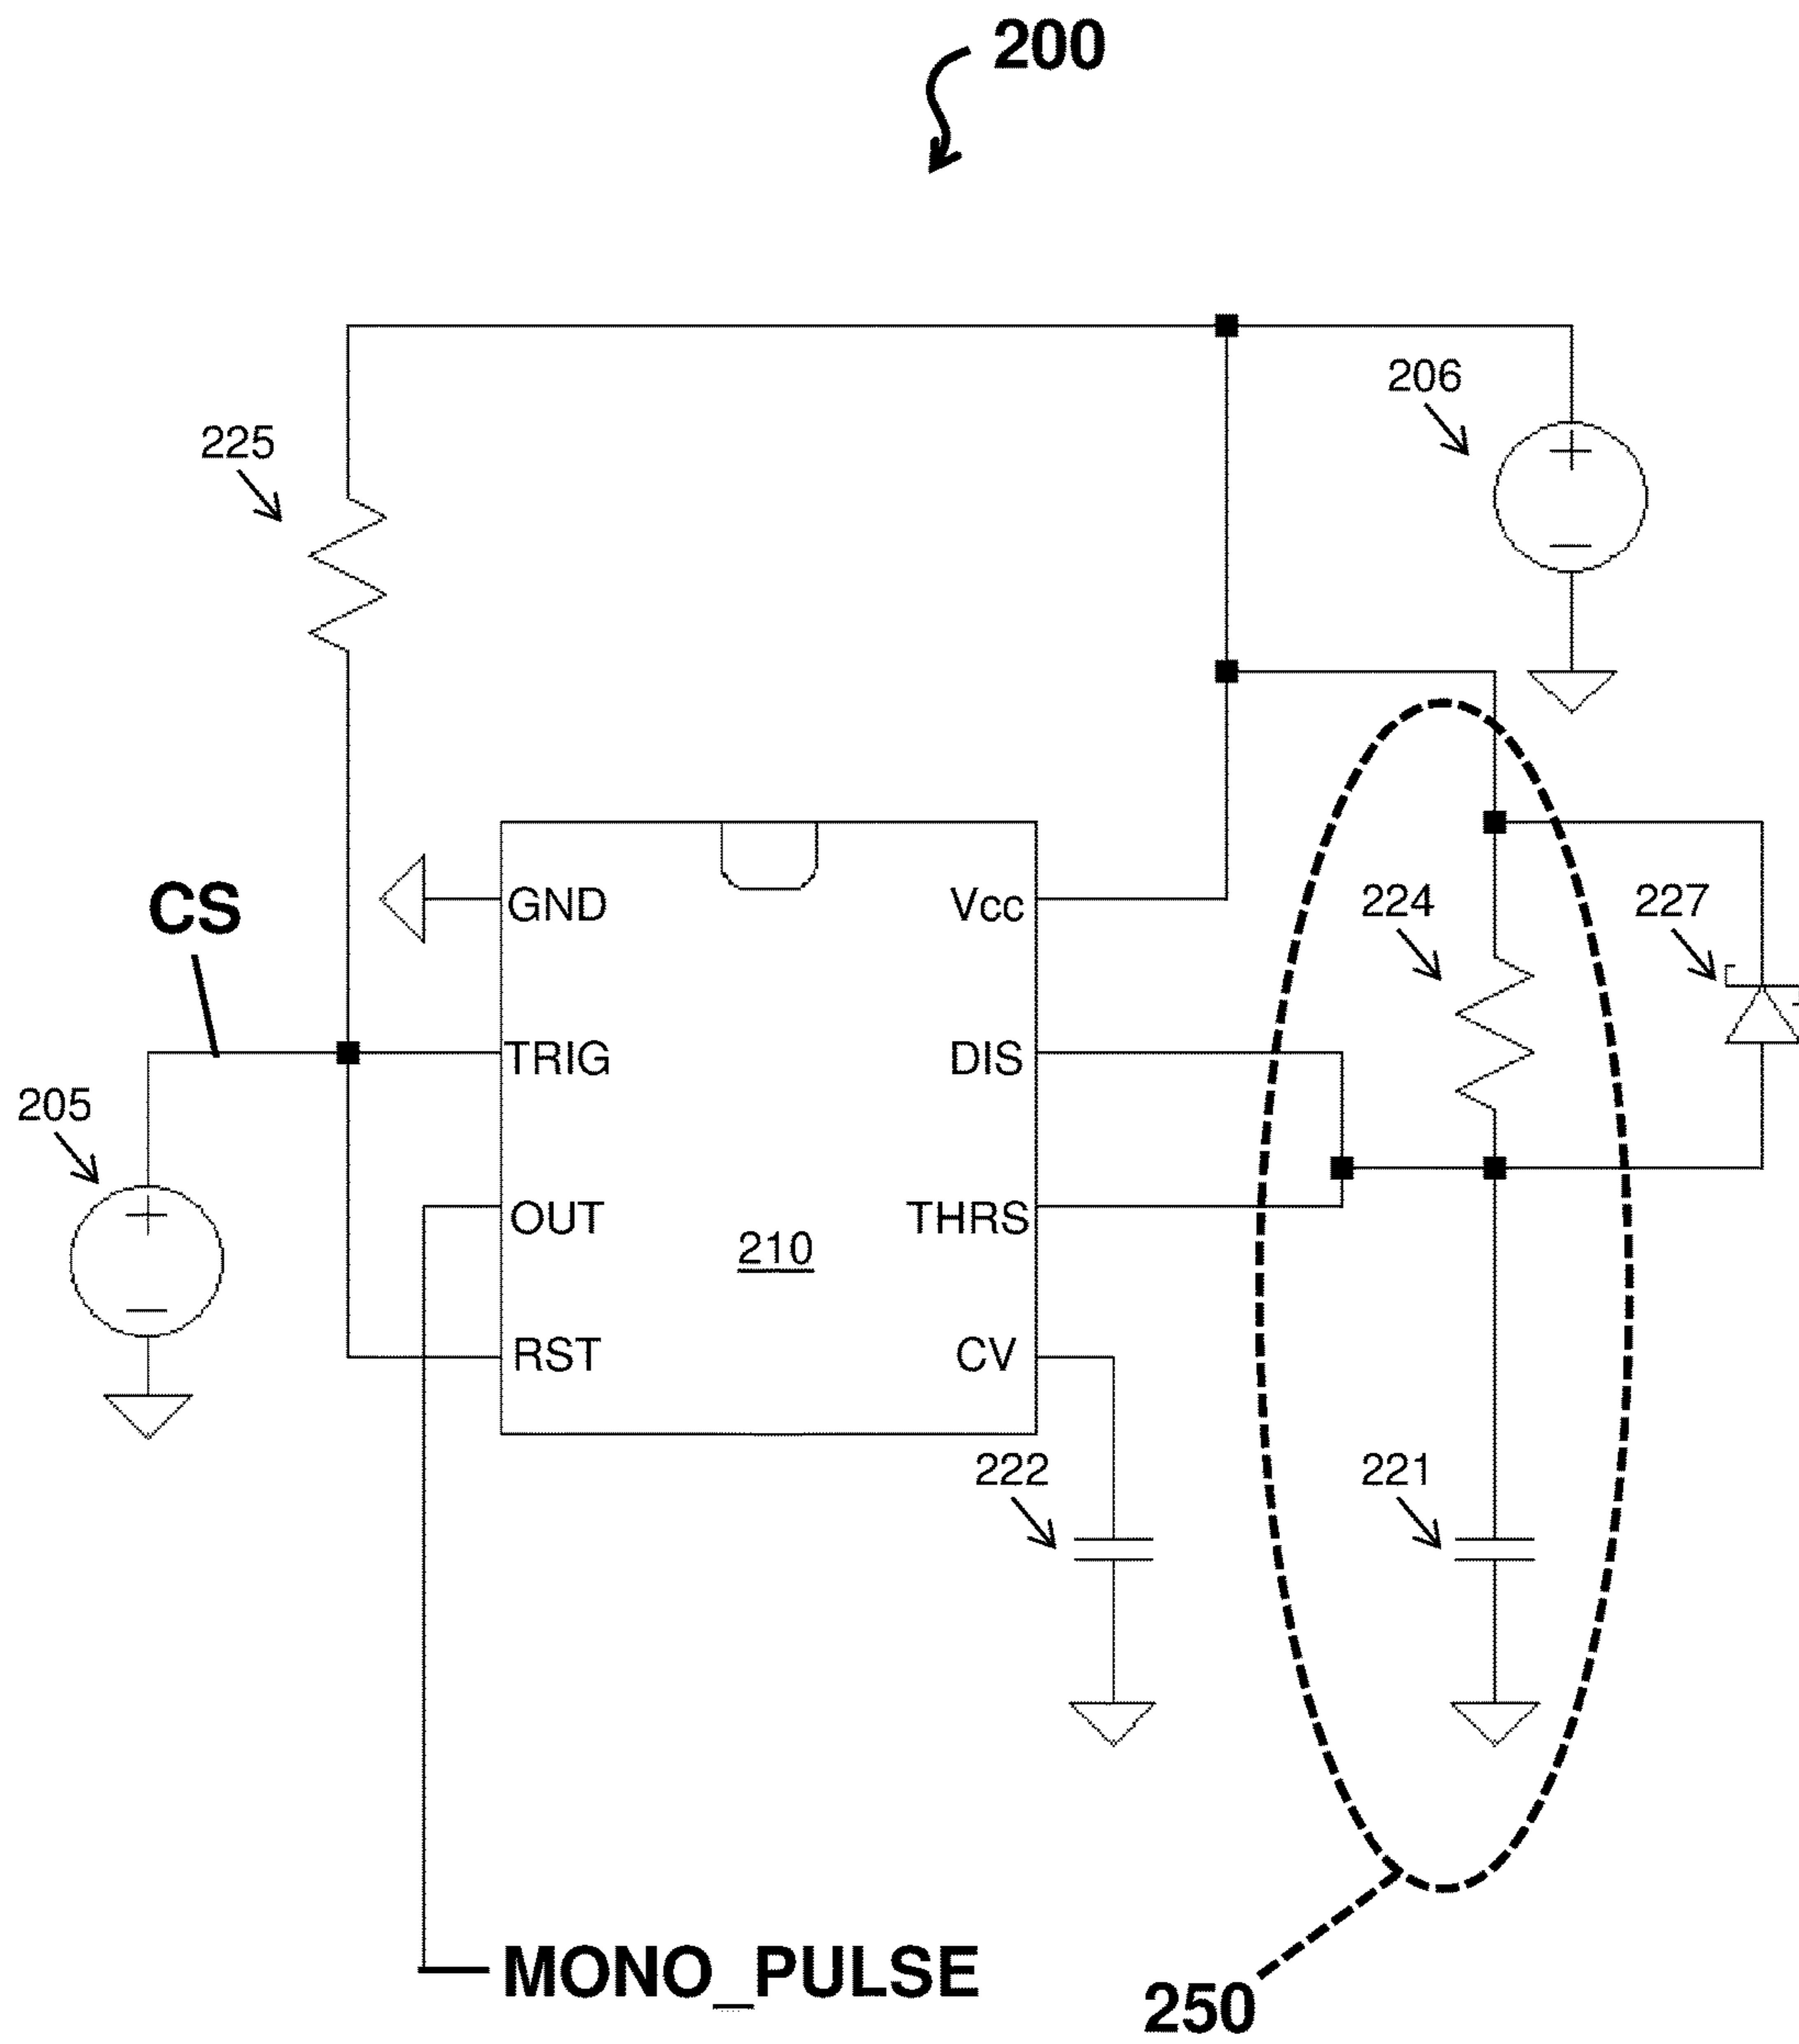 200
206
225
CS
GND
Vcc
224
227
TRIG
DIS
205
OUT
THRS
210
RST
CV
222
221
MONO_PULSE
250